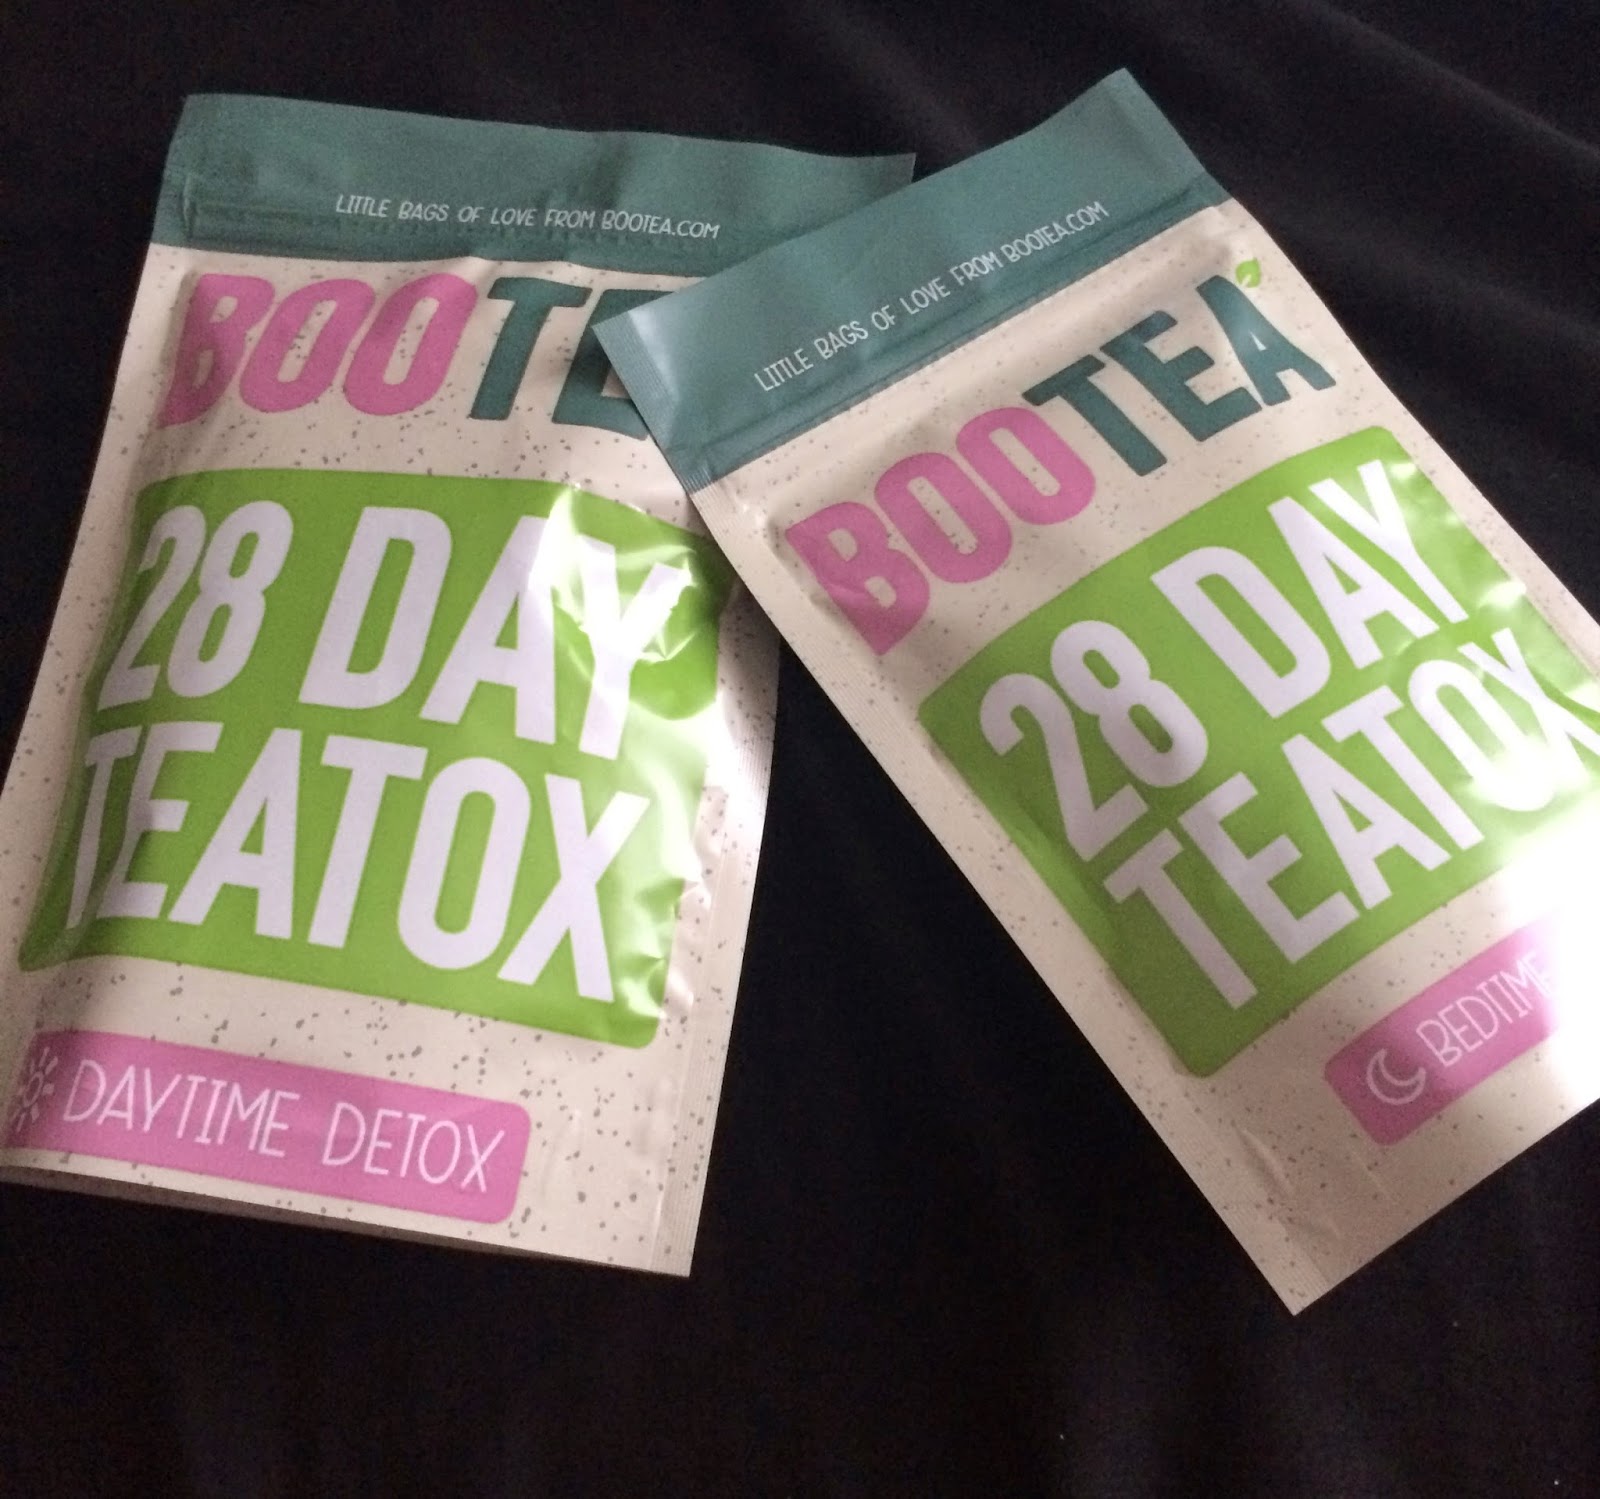 LITTLE BAGS OF LOVE FROM BOOTEA.COM
BOOTE
28 DAY
TEATOX
DAYTIME DETOX
LITTLE BAGS OF LOVE FROM BOOTEA.COM
BOOTEA
28 DAY
TEATOX
BEDTIME